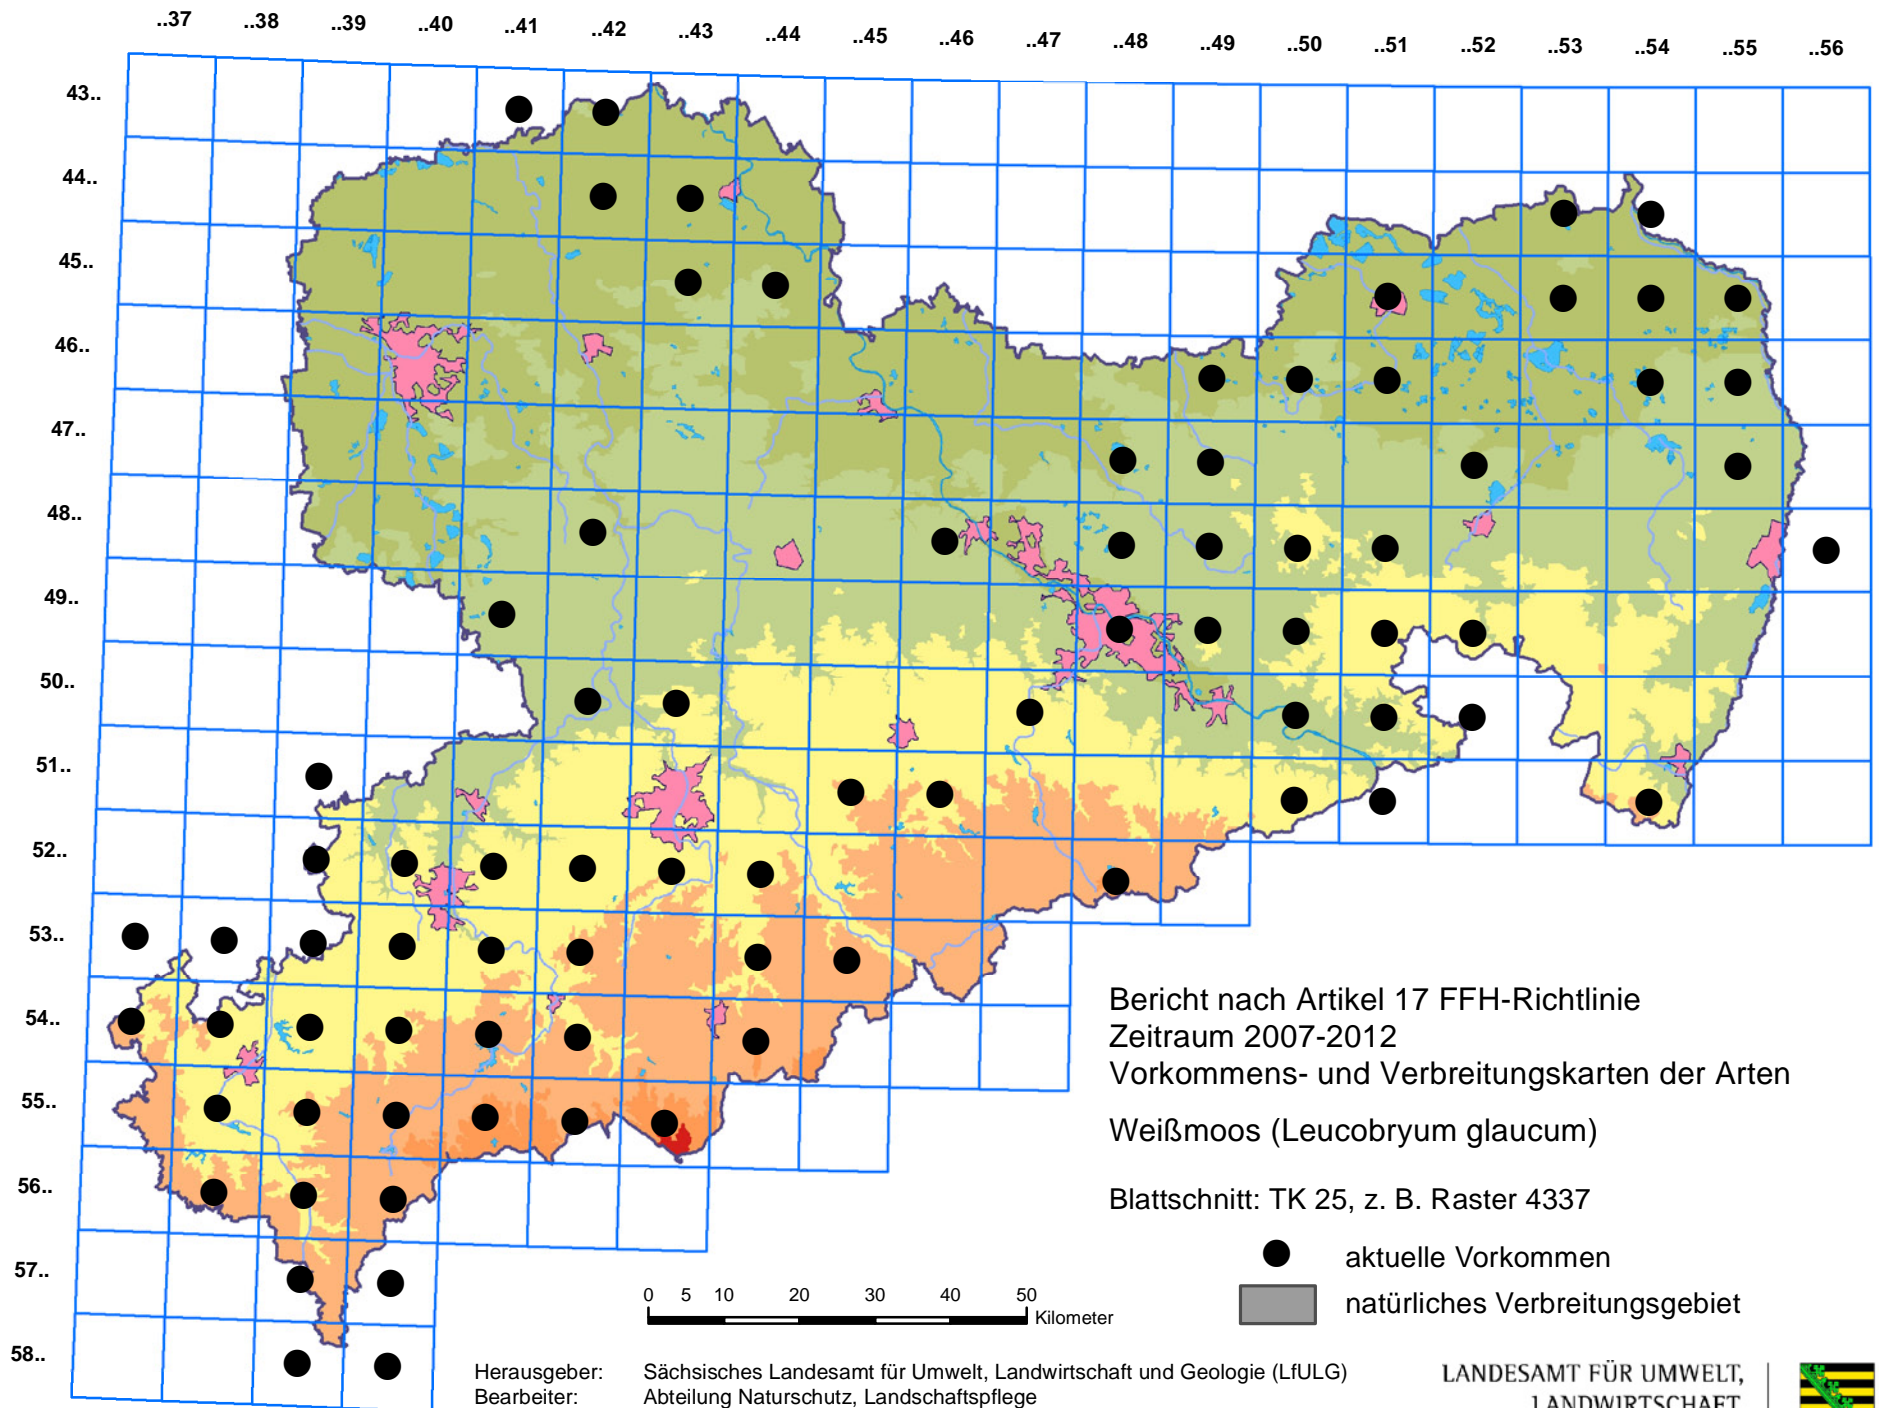 ..37 ..38 ..39 ..40 ..41 ..42 ..43 ..44 ..45 ..46 ..47 ..48 ..49 ..50 ..51 ..52 ..53 ..54 ..55 ..56
43..
44..
45..
46..
47..
48..
49..
50..
51..
52..
53..
54..
55..
56..
57..
58..
Bericht nach Artikel 17 FFH-Richtlinie
Zeitraum 2007-2012
Vorkommens- und Verbreitungskarten der Arten
Weißmoos (Leucobryum glaucum)
Blattschnitt: TK 25, z. B. Raster 4337
aktuelle Vorkommen
natürliches Verbreitungsgebiet
0 5 10 20 30 40 50
Kilometer
Herausgeber: Sächsisches Landesamt für Umwelt, Landwirtschaft und Geologie (LfULG)
Bearbeiter: Abteilung Naturschutz, Landschaftspflege
LANDESAMT FÜR UMWELT,
LANDWIRTSCHAFT